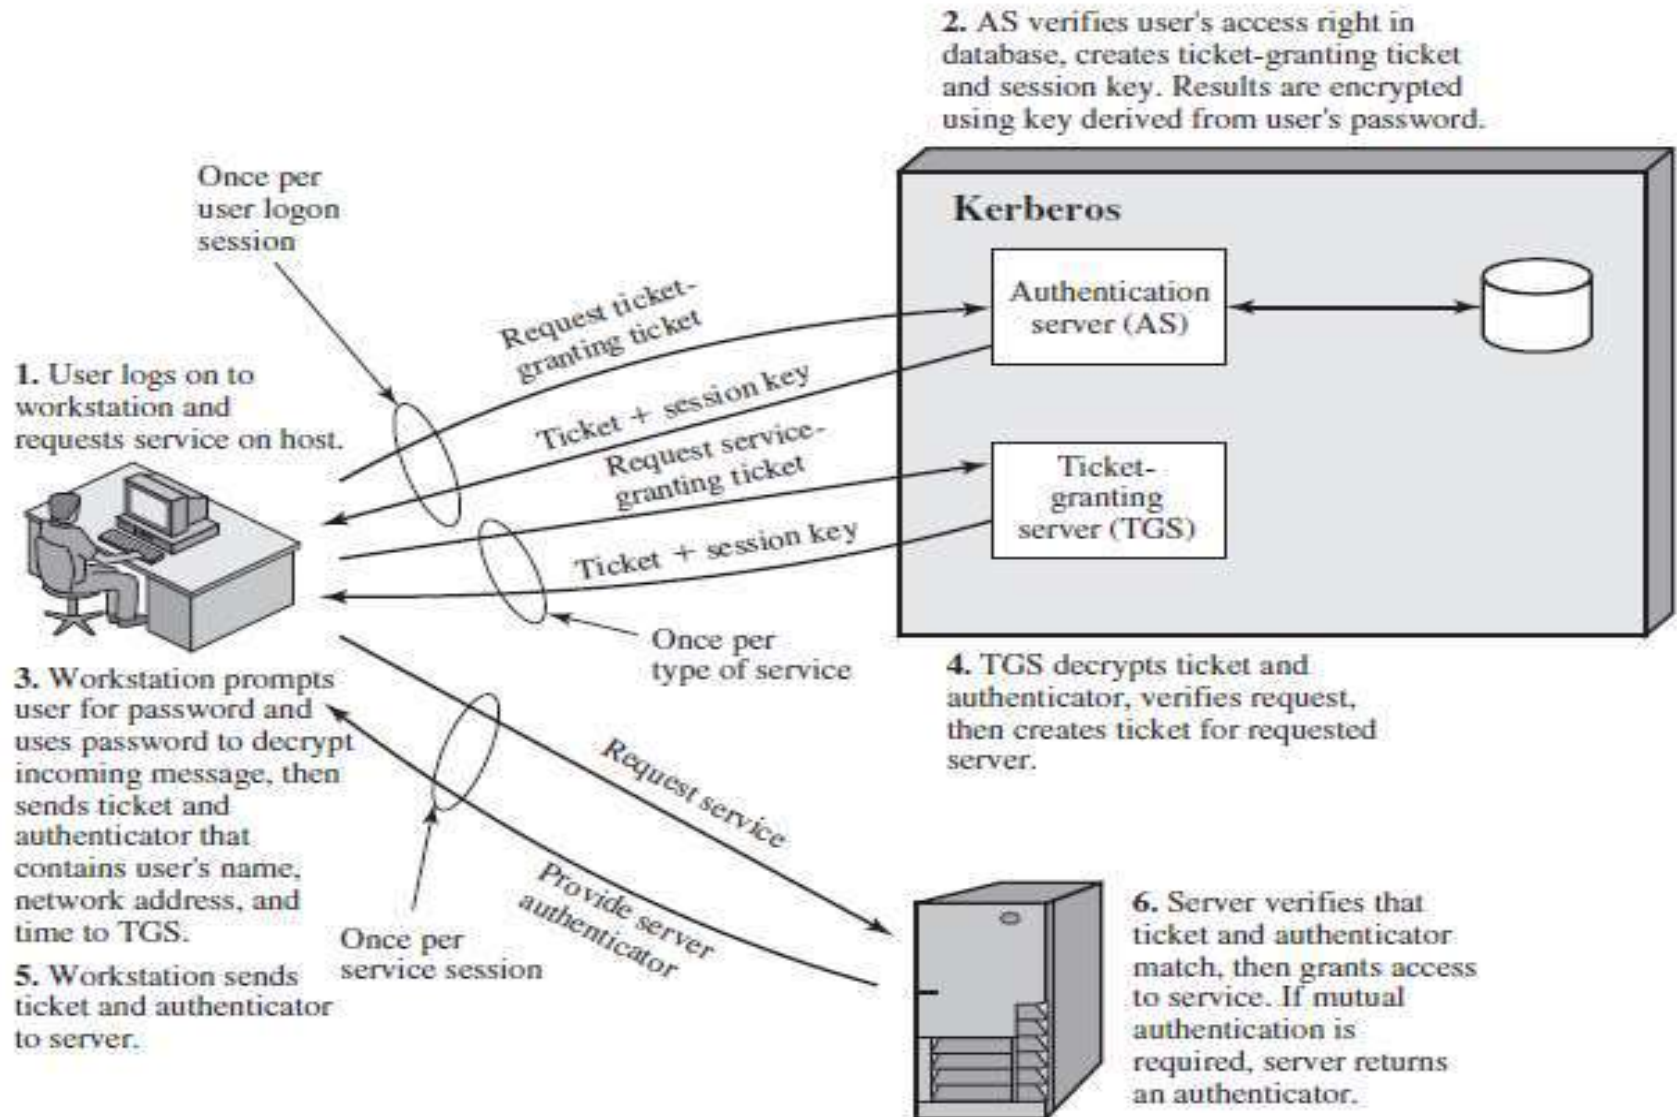 2. AS verifies user's access right in
database, creates ticket-granting ticket
and session key. Results are encrypted
using key derived from user's password.
Once per
user logon
session
Kerberos
Authentication
server (AS)
Request ticket-
granting ticket
1. User logs on to
workstation and
requests service on host.
Ticket + session key
Request service-
granting ticket
Ticket-
granting
server (TGS)
Ticket + session key
Once per
type of service
3. Workstation prompts
user for password and
uses password to decrypt
incoming message, then
sends ticket and
authenticator that
contains user's name,
network address, and
time to TGS.
4. TGS decrypts ticket and
authenticator, verifies request,
then creates ticket for requested
server.
Request service
Provide server
authenticator
Once per
service session
5. Workstation sends
ticket and authenticator
to server.
6. Server verifies that
ticket and authenticator
match, then grants access
to service. If mutual
authentication is
required, server returns
an authenticator.